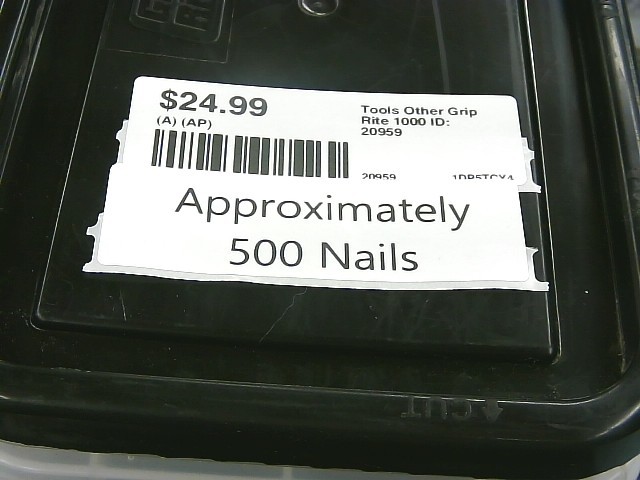 $24.99
(A) (AP)
Tools Other Grip
Rite 1000 ID:
20959
20959
Approximately
500 Nails
CUT